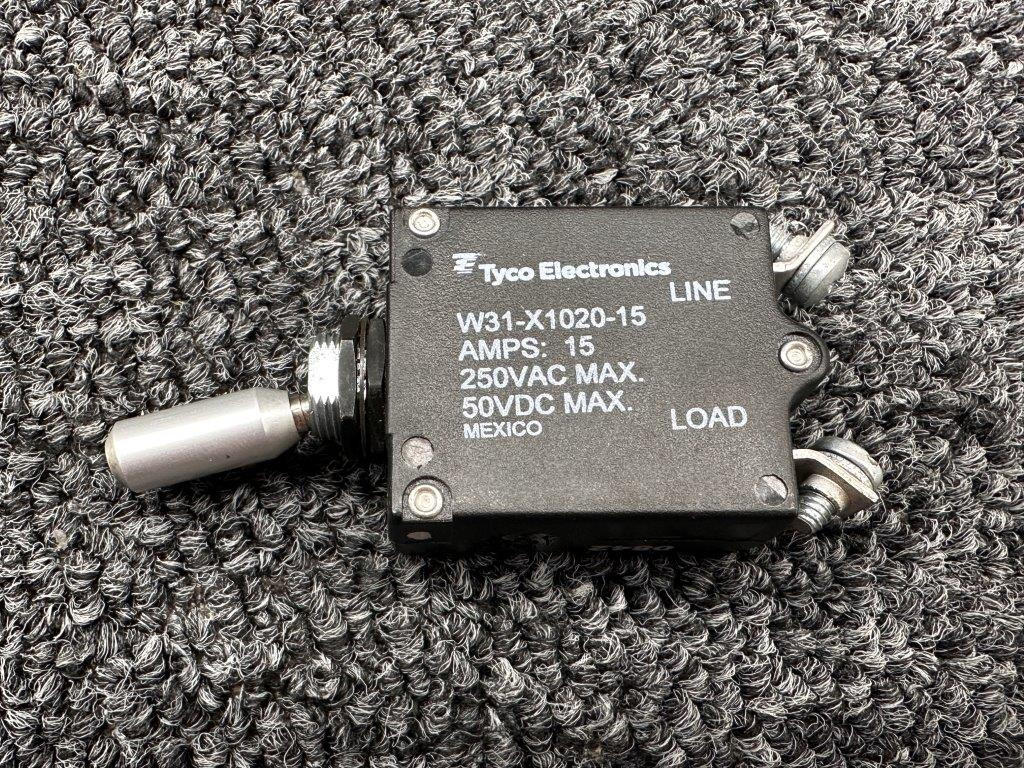 Tyco Electronics
LINE
W31-X1020-15
AMPS: 15
250VAC MAX.
50VDC MAX.
LOAD
MEXICO